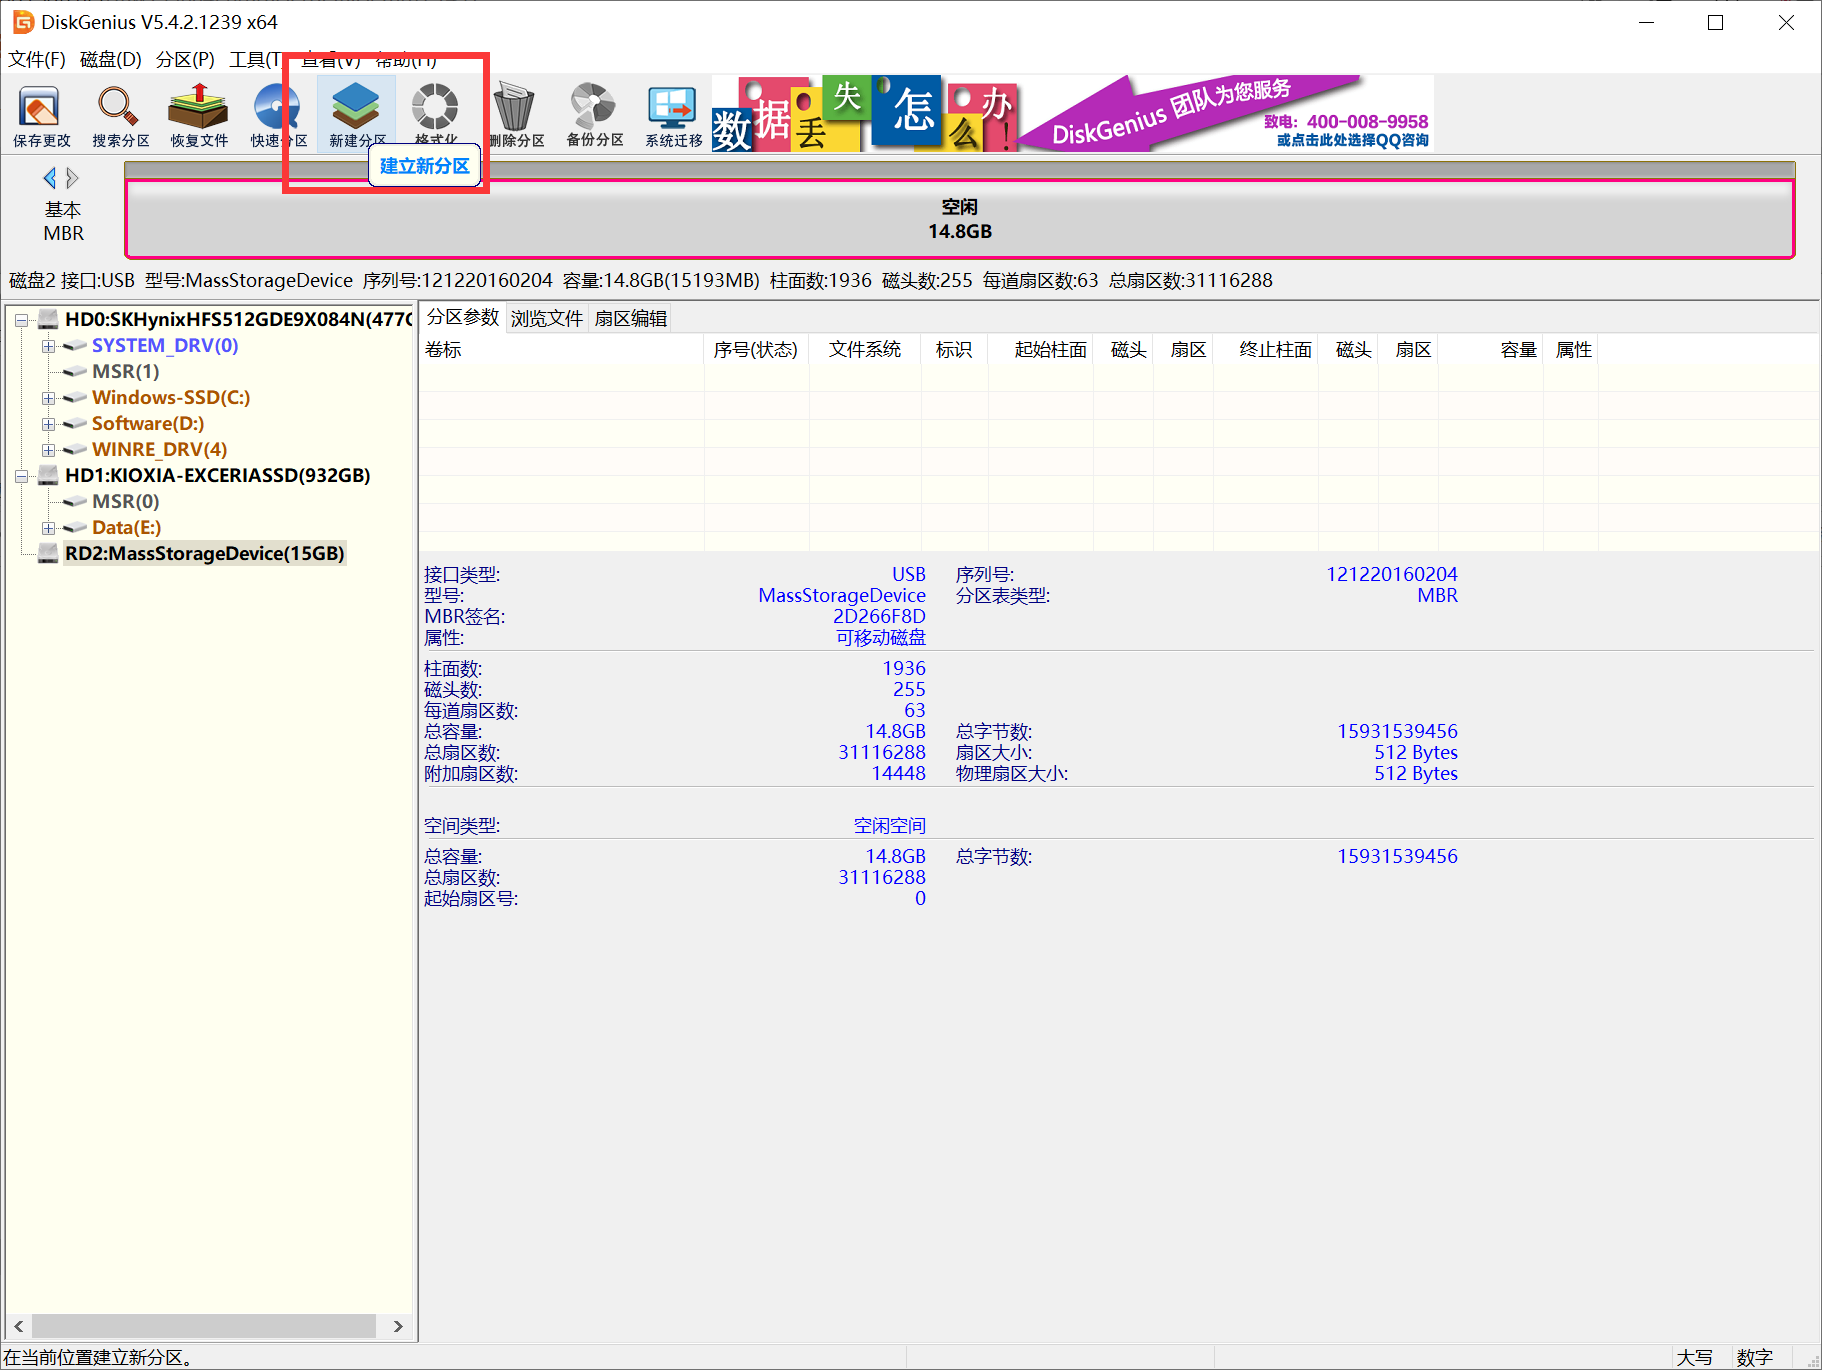 DiskGenius V5.4.2.1239 x64
文件(F) 磁盘(D) 分区(P) 工具(T) 查看(V) 帮助(H)
保存更改 搜索分区 恢复文件 快速分区 新建分区 格式化 删除分区 备份分区 系统迁移
数据丢失怎么办!
DiskGenius 团队为您服务
致电：400-008-9958
或点击此处选择QQ咨询
建立新分区
基本
MBR
空闲
14.8GB
磁盘2 接口:USB 型号:MassStorageDevice 序列号:121220160204 容量:14.8GB(15193MB) 柱面数:1936 磁头数:255 每道扇区数:63 总扇区数:31116288
HD0:SKHynixHFS512GDE9X084N(477G
SYSTEM_DRV(0)
MSR(1)
Windows-SSD(C:)
Software(D:)
WINRE_DRV(4)
HD1:KIOXIA-EXCERIASSD(932GB)
MSR(0)
Data(E:)
RD2:MassStorageDevice(15GB)
分区参数 浏览文件 扇区编辑
卷标 序号(状态) 文件系统 标识 起始柱面 磁头 扇区 终止柱面 磁头 扇区 容量 属性
接口类型: USB 序列号: 121220160204
型号: MassStorageDevice 分区表类型: MBR
MBR签名: 2D266F8D
属性: 可移动磁盘
柱面数: 1936
磁头数: 255
每道扇区数: 63
总容量: 14.8GB 总字节数: 15931539456
总扇区数: 31116288 扇区大小: 512 Bytes
附加扇区数: 14448 物理扇区大小: 512 Bytes
空间类型: 空闲空间
总容量: 14.8GB 总字节数: 15931539456
总扇区数: 31116288
起始扇区号: 0
在当前位置建立新分区。 大写 数字